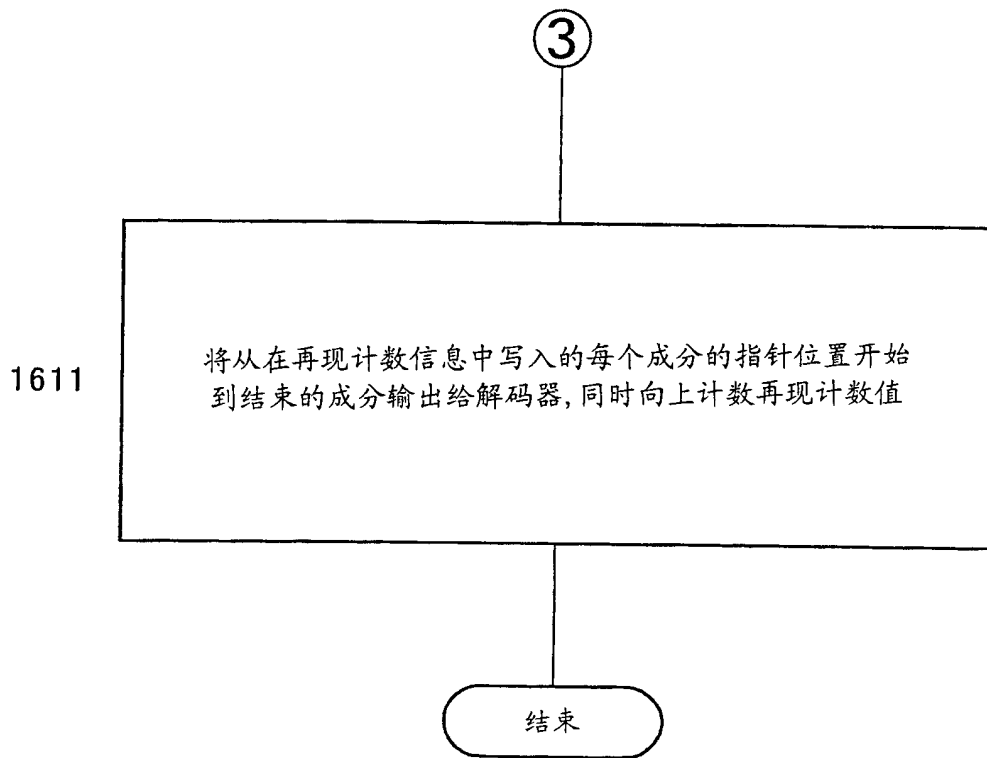 ③
1611
将从在再现计数信息中写入的每个成分的指针位置开始
到结束的成分输出给解码器,同时向上计数再现计数值
结束